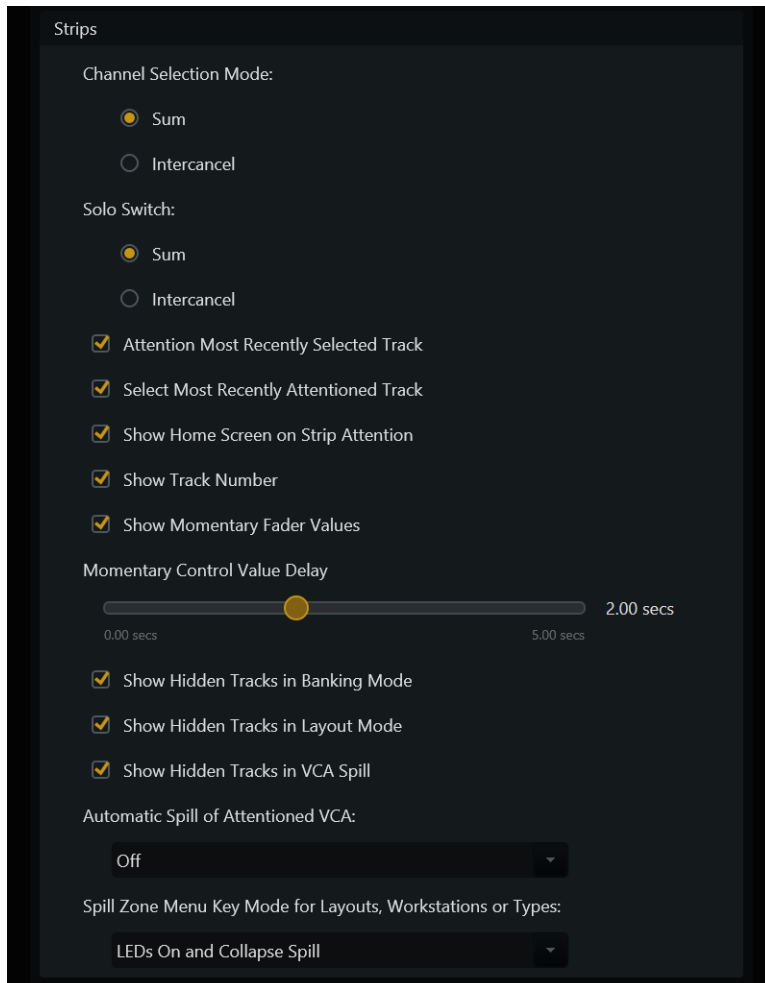 Strips
Channel Selection Mode:
Sum
Intercancel
Solo Switch:
Sum
Intercancel
Attention Most Recently Selected Track
Select Most Recently Attentioned Track
Show Home Screen on Strip Attention
Show Track Number
Show Momentary Fader Values
Momentary Control Value Delay
2.00 secs
0.00 secs 5.00 secs
Show Hidden Tracks in Banking Mode
Show Hidden Tracks in Layout Mode
Show Hidden Tracks in VCA Spill
Automatic Spill of Attentioned VCA:
Off
Spill Zone Menu Key Mode for Layouts, Workstations or Types:
LEDs On and Collapse Spill